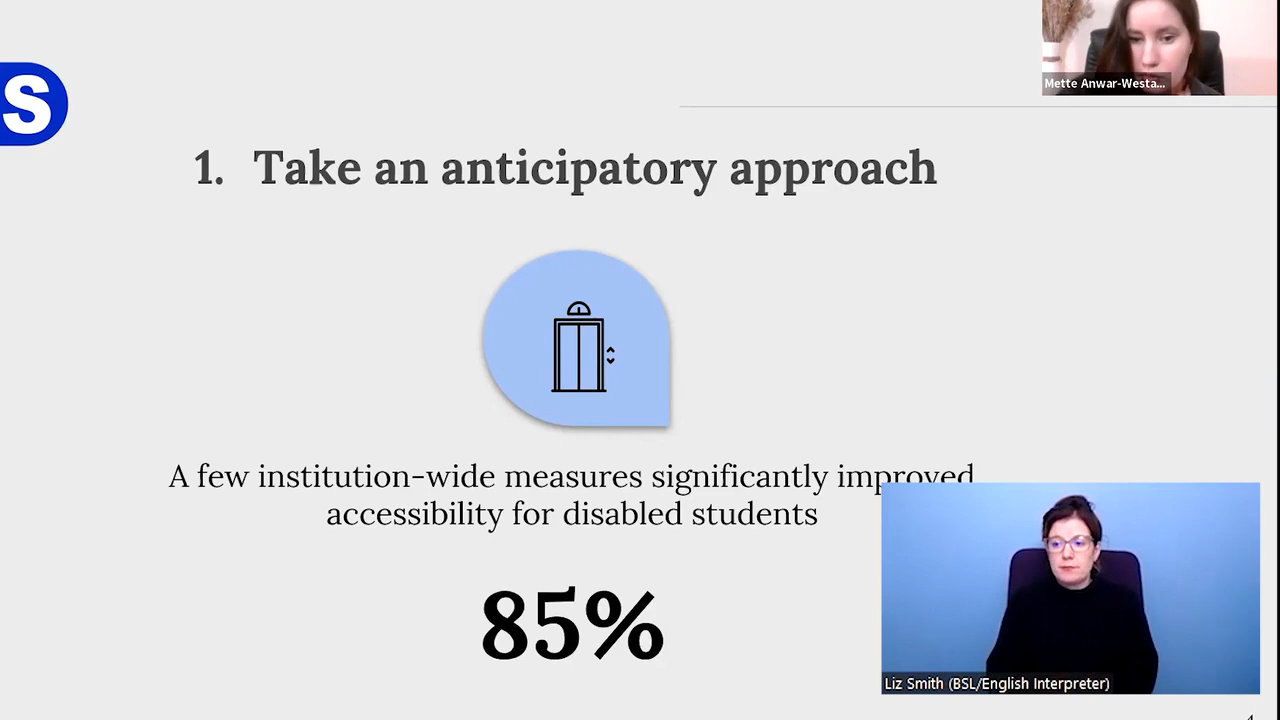 Mette Anwar-Westa...
S
1. Take an anticipatory approach
A few institution-wide measures significantly improved
accessibility for disabled students
85%
Liz Smith (BSL/English Interpreter)